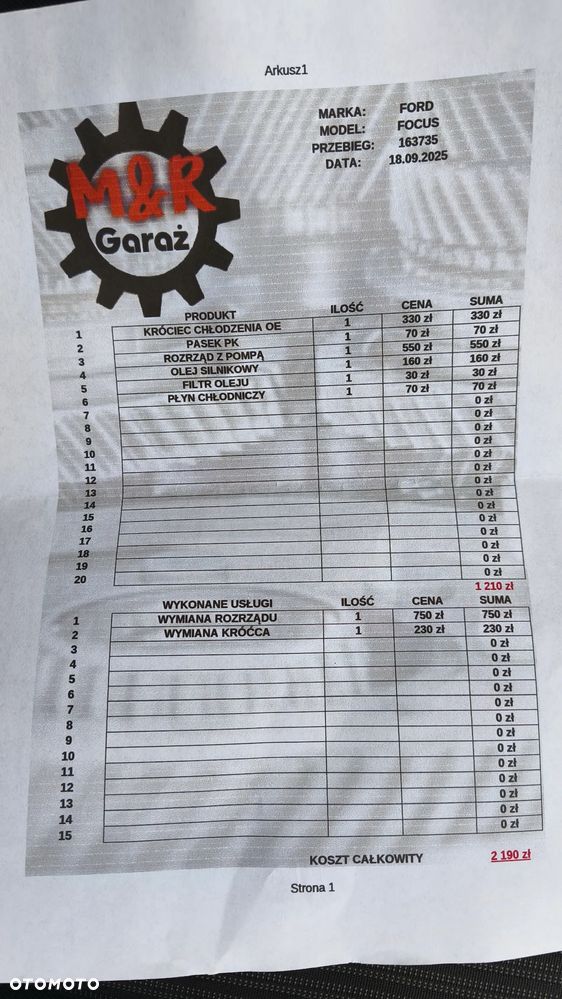 Arkusz1
M&R
Garaż
MARKA: FORD
MODEL: FOCUS
PRZEBIEG: 163735
DATA: 18.09.2025
PRODUKT ILOŚĆ CENA SUMA
1 KRÓCIEC CHŁODZENIA OE 1 330 zł 330 zł
2 PASEK PK 1 70 zł 70 zł
3 ROZRZĄD Z POMPĄ 1 550 zł 550 zł
4 OLEJ SILNIKOWY 1 160 zł 160 zł
5 FILTR OLEJU 1 30 zł 30 zł
6 PŁYN CHŁODNICZY 1 70 zł 70 zł
7 0 zł
8 0 zł
9 0 zł
10 0 zł
11 0 zł
12 0 zł
13 0 zł
14 0 zł
15 0 zł
16 0 zł
17 0 zł
18 0 zł
19 0 zł
20 0 zł
1 210 zł
WYKONANE USŁUGI ILOŚĆ CENA SUMA
1 WYMIANA ROZRZĄDU 1 750 zł 750 zł
2 WYMIANA KRÓĆCA 1 230 zł 230 zł
3 0 zł
4 0 zł
5 0 zł
6 0 zł
7 0 zł
8 0 zł
9 0 zł
10 0 zł
11 0 zł
12 0 zł
13 0 zł
14 0 zł
15 0 zł
KOSZT CAŁKOWITY 2 190 zł
Strona 1
OTOMOTO